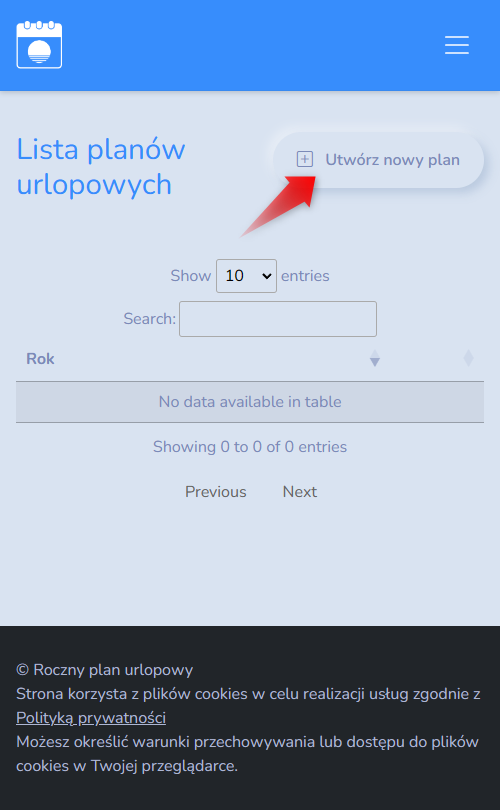 Lista planów
urlopowych
Utwórz nowy plan
Show 10 entries
Search:
Rok
No data available in table
Showing 0 to 0 of 0 entries
Previous Next
© Roczny plan urlopowy
Strona korzysta z plików cookies w celu realizacji usług zgodnie z
Polityką prywatności
Możesz określić warunki przechowywania lub dostępu do plików
cookies w Twojej przeglądarce.